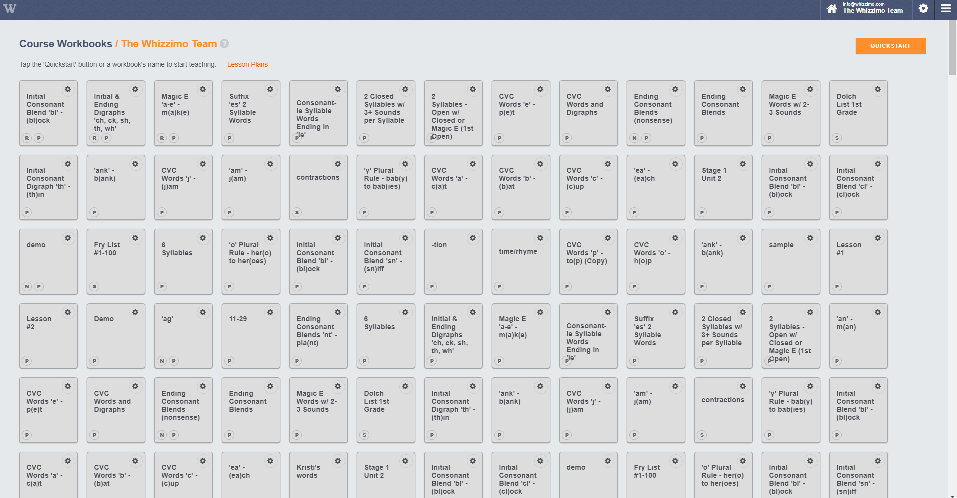 W
info@whizzimo.com
The Whizzimo Team
Course Workbooks / The Whizzimo Team ?
QUICKSTART
Tap the 'Quickstart' button or a workbook's name to start teaching.
Lesson Plans
Initial
Consonant
Blend 'bl' -
(bl)ock
R P
Initial &
Ending
Digraphs
'ch, ck, sh,
th, wh'
R P
Magic E
'a-e' -
m(a)k(e)
R P
Suffix
'es' 2
Syllable
Words
P
Consonant-
le Syllable
Words
Ending in
'le'
P
2 Closed
Syllables w/
3+ Sounds
per Syllable
P
2
Syllables -
Open w/
Closed or
Magic E (1st
Open)
P
CVC
Words 'e' -
p(e)t
P
CVC
Words and
Digraphs
P
Ending
Consonant
Blends
(nonsense)
N P
Ending
Consonant
Blends
P
Magic E
Words w/ 2-
3 Sounds
P
Dolch
List 1st
Grade
S
Initial
Consonant
Digraph 'th' -
(th)in
P
'ank' -
b(ank)
P
CVC
Words 'j' -
(j)am
P
'am' -
j(am)
P
contractions
S
'y' Plural
Rule - bab(y)
to bab(ies)
P
CVC
Words 'a' -
c(a)t
P
CVC
Words 'b' -
(b)at
P
CVC
Words 'c' -
(c)up
P
'ea' -
(ea)ch
P
Stage 1
Unit 2
P
Initial
Consonant
Blend 'bl' -
(bl)ock
P
Initial
Consonant
Blend 'cl' -
(cl)ock
P
demo
N P
Fry List
#1-100
S
6
Syllables
P
'o' Plural
Rule - her(o)
to her(oes)
P
Initial
Consonant
Blend 'bl' -
(bl)ock
P
Initial
Consonant
Blend 'sn' -
(sn)iff
P
-tion
P
time/rhyme
P
CVC
Words 'p' -
to(p) (Copy)
P
CVC
Words 'o' -
h(o)p
P
'ank' -
b(ank)
P
sample
P
Lesson
#1
P
Lesson
#2
P
Demo
P
'ag'
N P
11-29
P
Ending
Consonant
Blends 'nt' -
pla(nt)
P
6
Syllables
P
Initial &
Ending
Digraphs
'ch, ck, sh,
th, wh'
P
Magic E
'a-e' -
m(a)k(e)
P
Consonant-
le Syllable
Words
Ending in
'le'
P
Suffix
'es' 2
Syllable
Words
P
2 Closed
Syllables w/
3+ Sounds
per Syllable
P
2
Syllables -
Open w/
Closed or
Magic E (1st
Open)
P
'an' -
m(an)
P
CVC
Words 'e' -
p(e)t
P
CVC
Words and
Digraphs
P
Ending
Consonant
Blends
(nonsense)
N P
Ending
Consonant
Blends
P
Magic E
Words w/ 2-
3 Sounds
P
Dolch
List 1st
Grade
S
Initial
Consonant
Digraph 'th' -
(th)in
P
'ank' -
b(ank)
P
CVC
Words 'j' -
(j)am
P
'am' -
j(am)
P
contractions
S
'y' Plural
Rule - bab(y)
to bab(ies)
P
Initial
Consonant
Blend 'bl' -
(bl)ock
P
CVC
Words 'a' -
c(a)t
CVC
Words 'b' -
(b)at
CVC
Words 'c' -
(c)up
'ea' -
(ea)ch
Krisb's
words
Stage 1
Unit 2
Initial
Consonant
Blend 'bl' -
(bl)ock
Initial
Consonant
Blend 'cl' -
(cl)ock
demo
Fry List
#1-100
'o' Plural
Rule - her(o)
to her(oes)
Initial
Consonant
Blend 'bl' -
(bl)ock
Initial
Consonant
Blend 'sn' -
(sn)iff